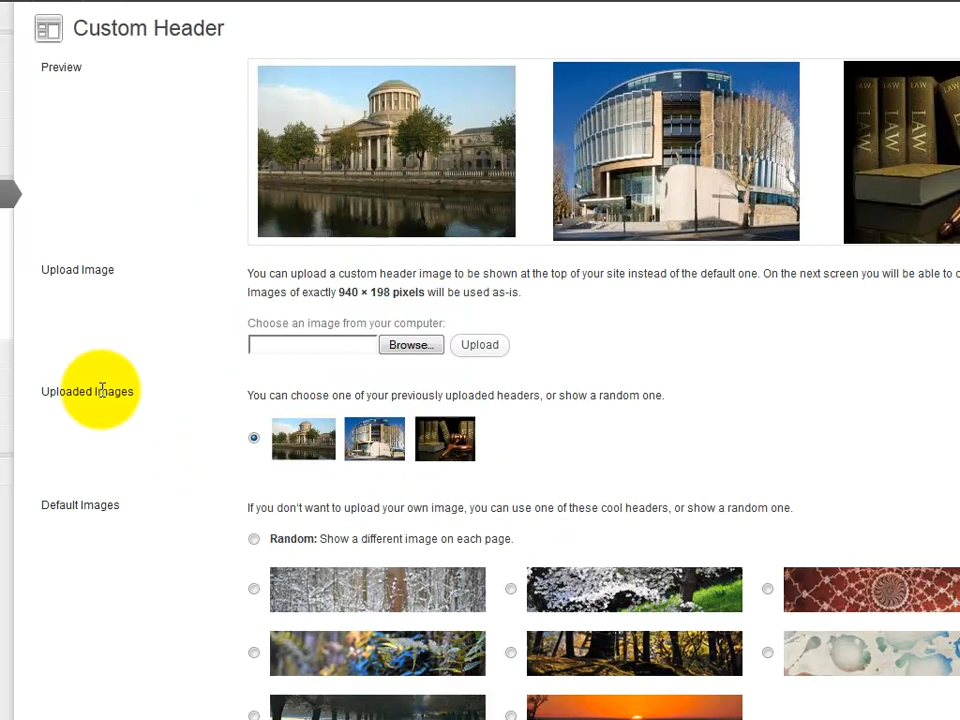 Custom Header
Preview
LAW LAW LAW
Upload Image
You can upload a custom header image to be shown at the top of your site instead of the default one. On the next screen you will be able to c
Images of exactly 940 × 198 pixels will be used as-is.
Choose an image from your computer:
Browse... Upload
Uploaded Images
You can choose one of your previously uploaded headers, or show a random one.
Default Images
If you don't want to upload your own image, you can use one of these cool headers, or show a random one.
Random: Show a different image on each page.